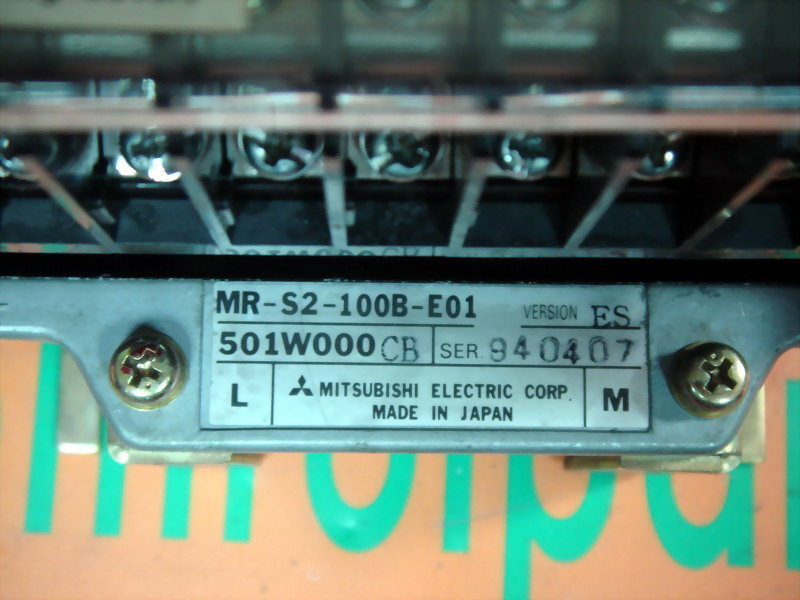 MR-S2-100B-E01 VERSION ES
501W000CB SER. 940407
L MITSUBISHI ELECTRIC CORP. M
MADE IN JAPAN